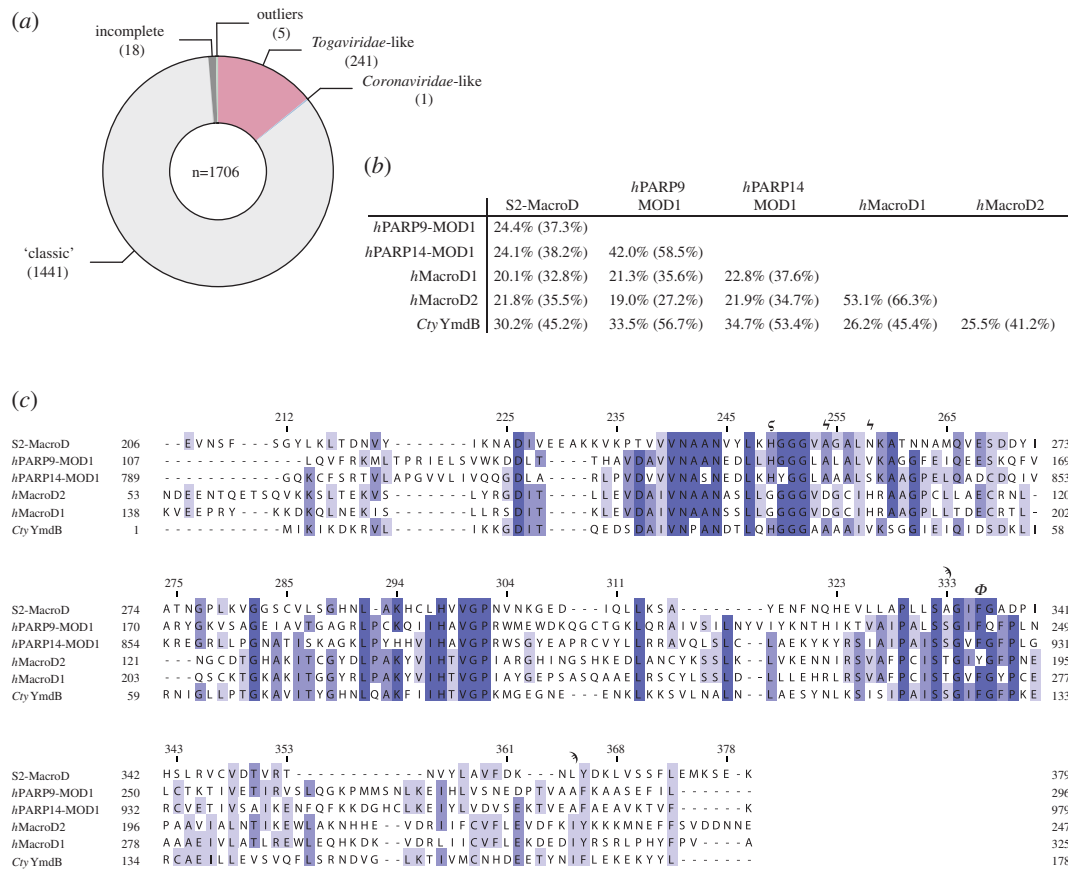 (a)
outliers
(5)
incomplete
(18)
Togaviridae-like
(241)
Coronaviridae-like
(1)
n=1706
'classic'
(1441)
(b)
hPARP9 hPARP14
S2-MacroD MOD1 MOD1 hMacroD1 hMacroD2
hPARP9-MOD1 24.4% (37.3%)
hPARP14-MOD1 24.1% (38.2%) 42.0% (58.5%)
hMacroD1 20.1% (32.8%) 21.3% (35.6%) 22.8% (37.6%)
hMacroD2 21.8% (35.5%) 19.0% (27.2%) 21.9% (34.7%) 53.1% (66.3%)
CtyYmdB 30.2% (45.2%) 33.5% (56.7%) 34.7% (53.4%) 26.2% (45.4%) 25.5% (41.2%)
(c)
212 225 235 245 255 265
S2-MacroD 206 --EVNSF--SGYLKLTDNVY-----IKNADIVEEAKKVKPTVVVNAANVYLKHGGGVAGALNKATNNAMQVESDDYI 273
hPARP9-MOD1 107 ----------LQVFRKMLTPRIELSVWKDDLT----THAVDAVVNAANEDLLHGGGLALALVKAGGFEIQEESKQFV 169
hPARP14-MOD1 789 --------GQKCFSRTVLAPGVVLIVQQGDLA----RLPVDVVVNASNEDLKHYGGLAAALSKAAGPELQADCDQIV 853
hMacroD2 53 NDEENTQETSQVKKSLTEKVS----LYRGDIT----LLEVDAIVNAANASLLGGGGVDGCIHRAAGPCLLAECRNL- 120
hMacroD1 138 KVEEPRY--KKDKQLNEKIS-----LLRSDIT----KLEVDAIVNAANSSLLGGGGVDGCIHRAAGPLLTDECRTL- 202
CtyYmdB 1 --------MIKIKDKRVL-------IKKGDIT----QEDSDAIVNPANDTLQHGGGAAAAIVKSGGIEIQIDSDKLI 58
275 285 294 304 311 323 333
Φ
S2-MacroD 274 ATNGPLKVGGSCVLSGHNL-AKHCLHVVGPNVNKGED--IQLLKSA----YENFNQHEVLLAPLLSAGIFGADPI 341
hPARP9-MOD1 170 ARYGKVSAGEIAVTGAGRLPCKQIIHAVGPRWMEWDKQGCTGKLQRAIVSILNYVIYKNTHIKTVAIPALSSGIFQFPLN 249
hPARP14-MOD1 854 KREGRLLPGNATISKAGKLPYHHVIHAVGPRWSGYEAPRCVYLLRRAVQLSLC--LAEKYKYRSIAIPAISSGVFGFPLG 931
hMacroD2 121 ---NGCDTGHAKITCGYDLPAKYVIHTVGPIARGHINGSHKEDLANCYKSSLK--LVKENNIRSVAFPCISTGIYGFPNE 195
hMacroD1 203 ---QSCKTGKAKITGGYRLPAKYVIHTVGPIAYGEPSASQAAELRSCYLSSLD--LLLEHRLRSVAFPCISTGVFGYPCE 277
CtyYmdB 59 RNIGLLPTGKAVITYGHNLQAKFIIHTVGPKMGEGNE---ENKLKKSVLNALN--LAESYNLKSISIPAISSGIFGFPKE 133
343 353 361 368 378
S2-MacroD 342 HSLRVCVDTVRT------------NVYLAVFDK--NLYDKLVSSFLEMKSE-K 379
hPARP9-MOD1 250 LCTKTIVETIRVSLQGKPMMSNLKEIHLVSNEDPTVAAFKAASEFIL------ 296
hPARP14-MOD1 932 RCVETIVSAIKENFQFKKDGHCLKEIYLVDVSEKTVEAFAEAVKTVF-K---- 979
hMacroD2 196 PAAVIALNTIKEWLAKNHHE--VDRIIFCVFLEVDFKIYKKKMNEFFSVDDNNE 247
hMacroD1 278 AAAEIVLATLREWLEQHKDK--VDRLIICVFLEKDEDIYRSRLPHYFPV----A 325
CtyYmdB 134 RCAEILLEVSVQFLSRNDVG--LKTIVMCNHDEETYNIFLEKEKYYL------- 178